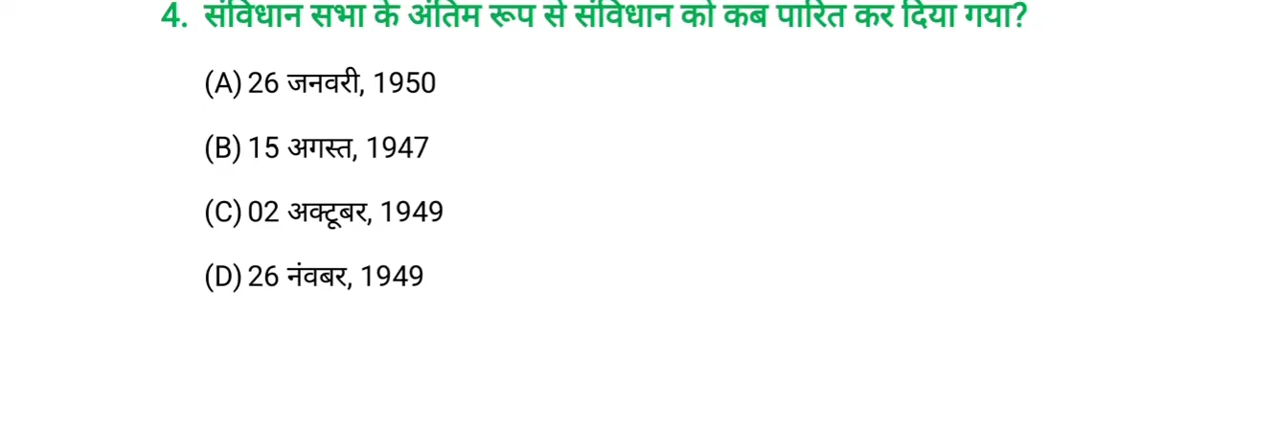 4. संविधान सभा के अंतिम रूप से संविधान को कब पारित कर दिया गया?
(A) 26 जनवरी, 1950
(B) 15 अगस्त, 1947
(C) 02 अक्टूबर, 1949
(D) 26 नंवबर, 1949